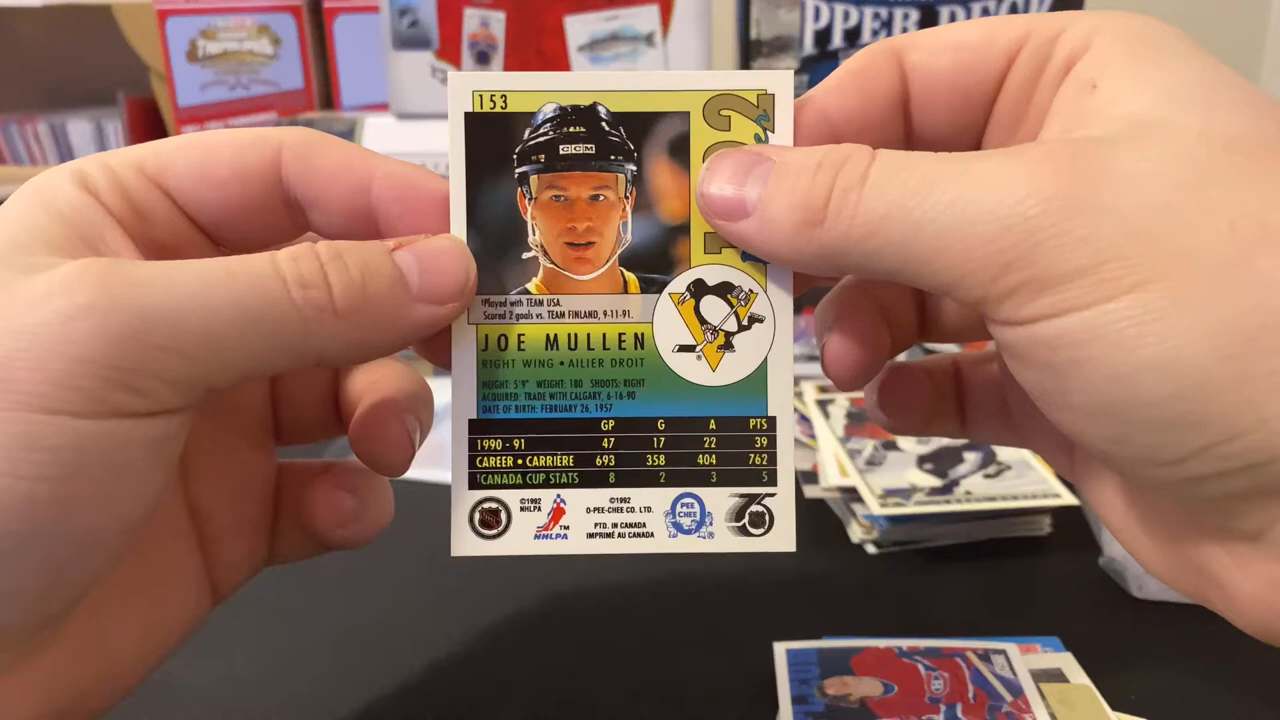 PPER DECK
153
CCM
†Played with TEAM USA.
Scored 2 goals vs. TEAM FINLAND, 9-11-91.
JOE MULLEN
RIGHT WING • AILIER DROIT
HEIGHT: 5'9" WEIGHT: 180 SHOOTS: RIGHT
ACQUIRED: TRADE WITH CALGARY, 6-16-90
DATE OF BIRTH: FEBRUARY 26, 1957
GP G A PTS
1990 - 91 47 17 22 39
CAREER • CARRIÈRE 693 358 404 762
†CANADA CUP STATS 8 2 3 5
©1992
NHLPA
NHLPA
TM
©1992
O-PEE-CHEE CO. LTD.
PTD. IN CANADA
IMPRIMÉ AU CANADA
O PEE
CHEE
®
75